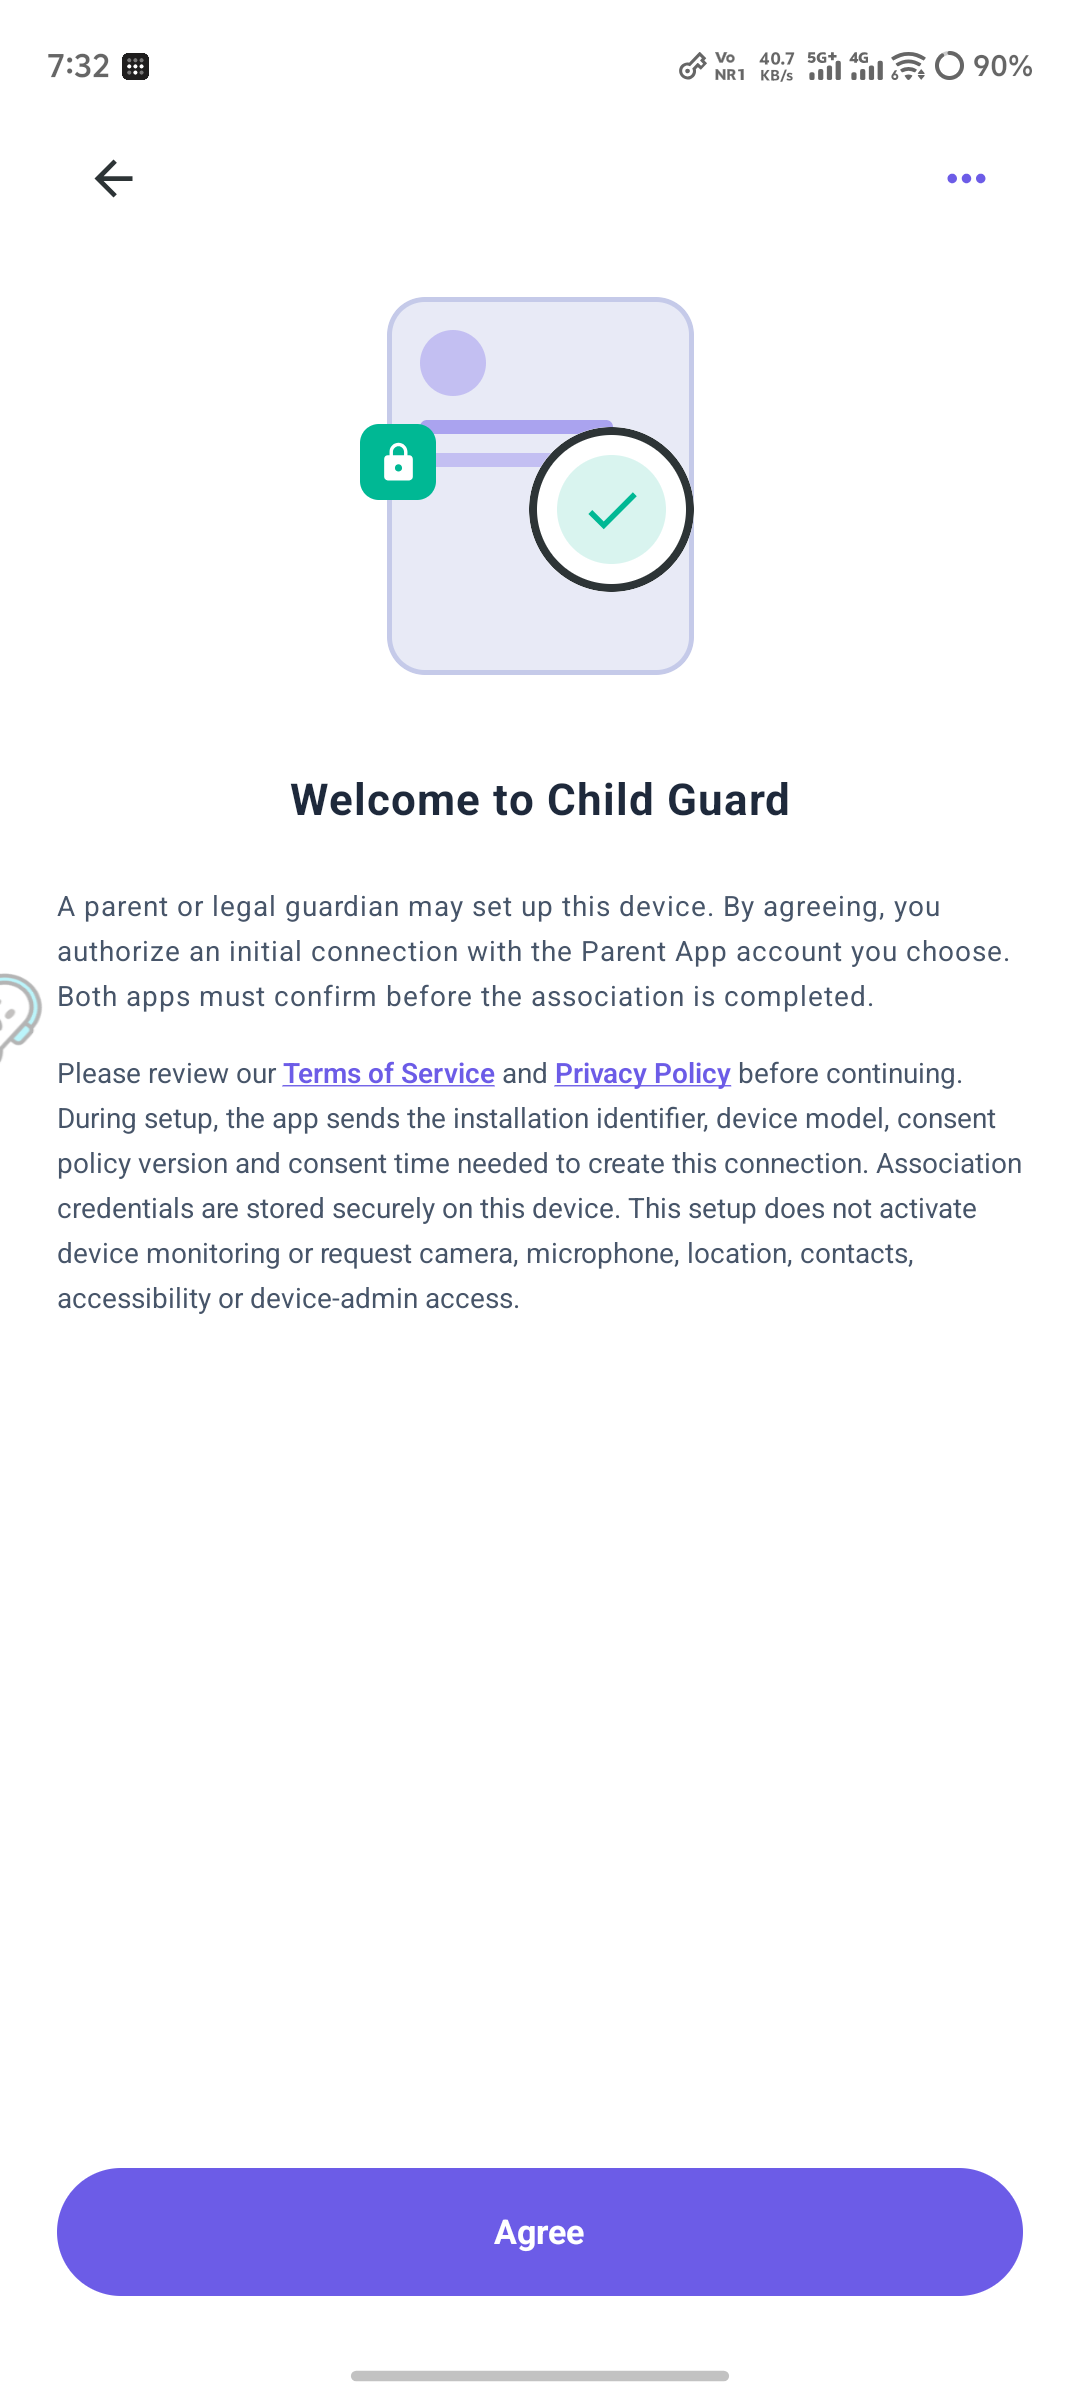 7:32
Vo
NR1
40.7
KB/s
5G+
4G
6
90%
Welcome to Child Guard
A parent or legal guardian may set up this device. By agreeing, you
authorize an initial connection with the Parent App account you choose.
Both apps must confirm before the association is completed.
Please review our Terms of Service and Privacy Policy before continuing.
During setup, the app sends the installation identifier, device model, consent
policy version and consent time needed to create this connection. Association
credentials are stored securely on this device. This setup does not activate
device monitoring or request camera, microphone, location, contacts,
accessibility or device-admin access.
Agree